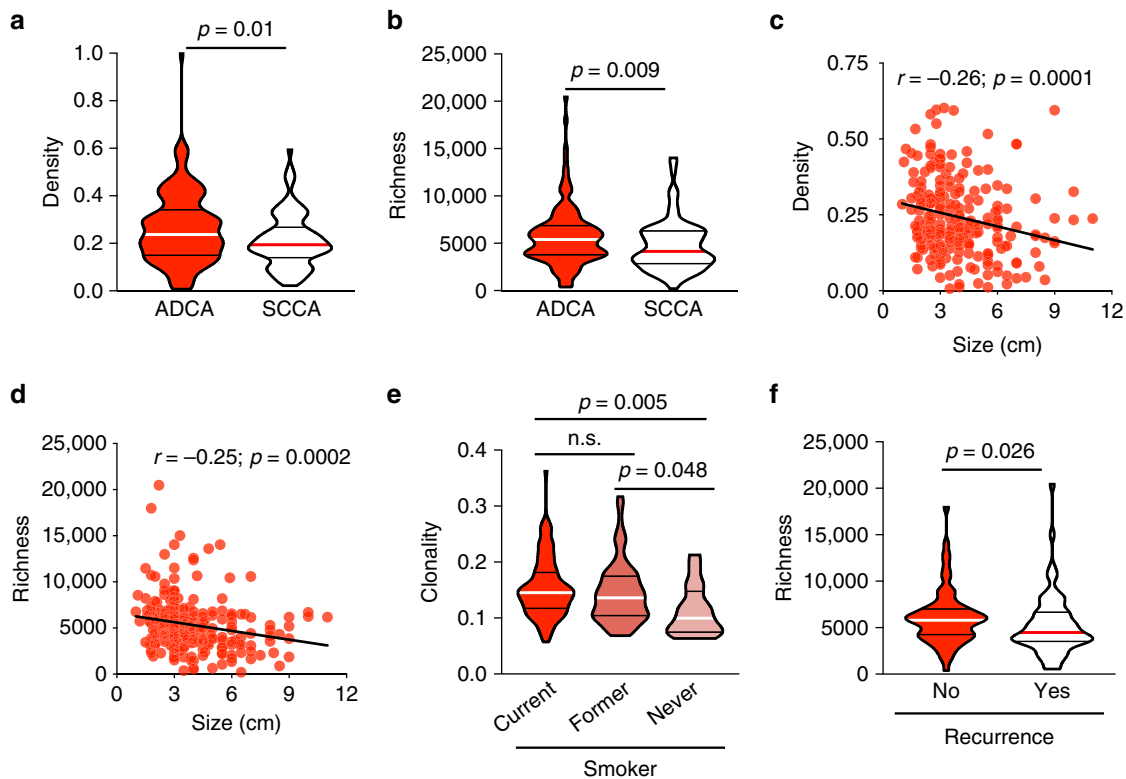 a
p = 0.01
Density
1.0
0.8
0.6
0.4
0.2
0.0
ADCA SCCA
b
p = 0.009
Richness
25,000
20,000
15,000
10,000
5000
0
ADCA SCCA
c
r = –0.26; p = 0.0001
Density
0.75
0.50
0.25
0.00
0 3 6 9 12
Size (cm)
d
r = –0.25; p = 0.0002
Richness
25,000
20,000
15,000
10,000
5000
0
0 3 6 9 12
Size (cm)
e
p = 0.005
n.s.
p = 0.048
Clonality
0.4
0.3
0.2
0.1
0.0
Current Former Never
Smoker
f
p = 0.026
Richness
25,000
20,000
15,000
10,000
5000
0
No Yes
Recurrence